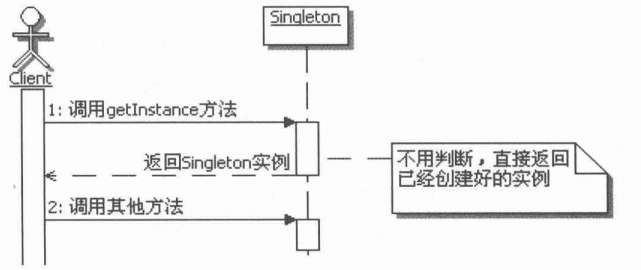 Singleton
Client
1: 调用getInstance方法
返回Singleton实例
不用判断，直接返回
已经创建好的实例
2: 调用其他方法